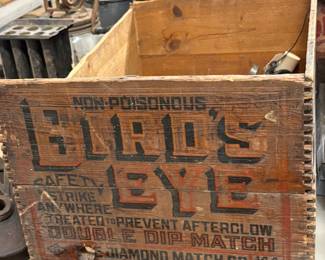 NON-POISONOUS
BIRD'S
EYE
SAFETY
STRIKE
ANYWHERE
TREATED TO PREVENT AFTERGLOW
DOUBLE DIP MATCH
DIAMOND MATCH CO.